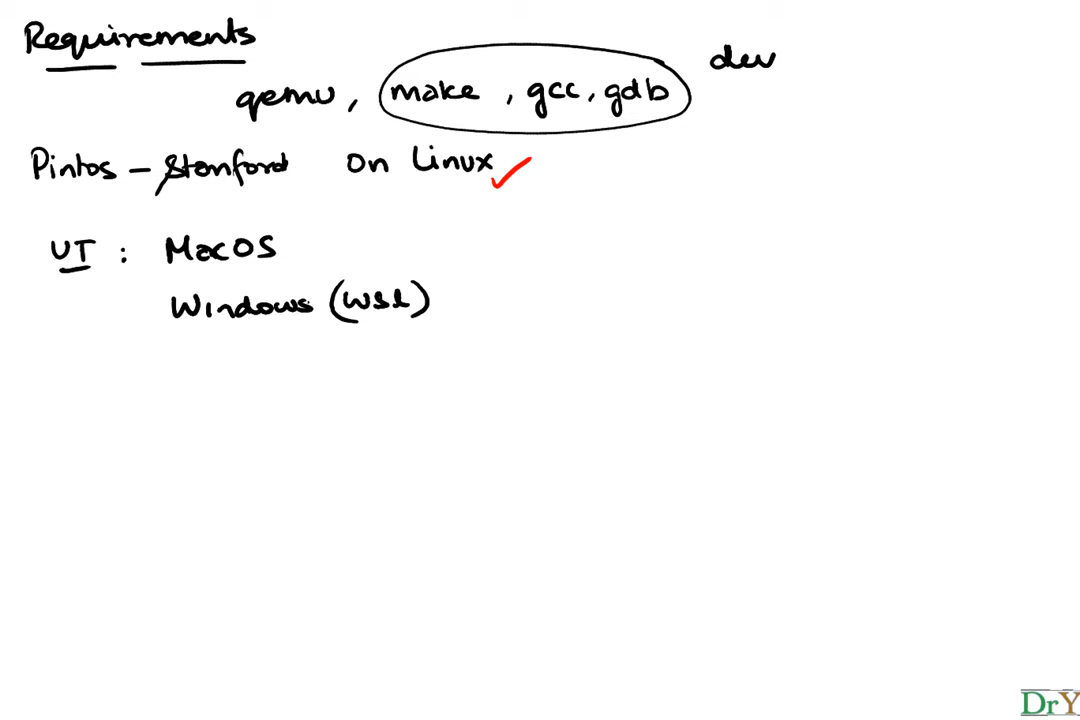 Requirements
qemu, make, gcc, gdb dev
Pintos - Stanford on Linux
UT : MacOS
Windows (WSL)
DrY